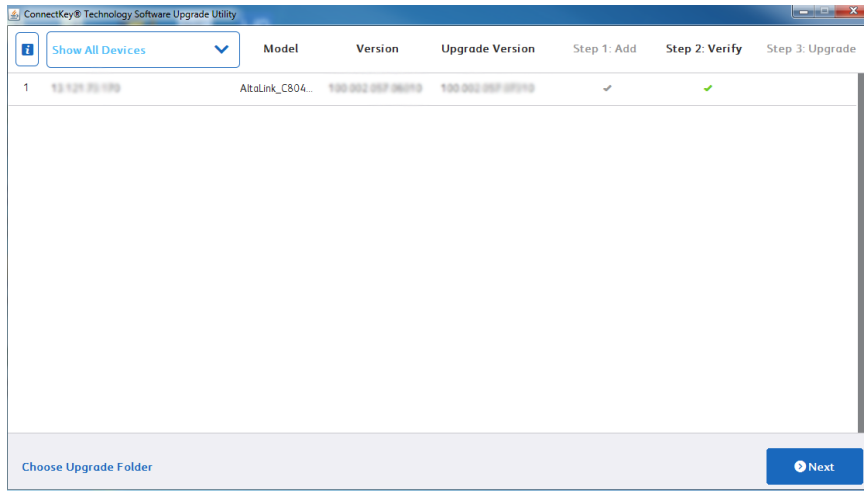 ConnectKey® Technology Software Upgrade Utility
Show All Devices Model Version Upgrade Version Step 1: Add Step 2: Verify Step 3: Upgrade
1 AltaLink_C804...
Choose Upgrade Folder Next